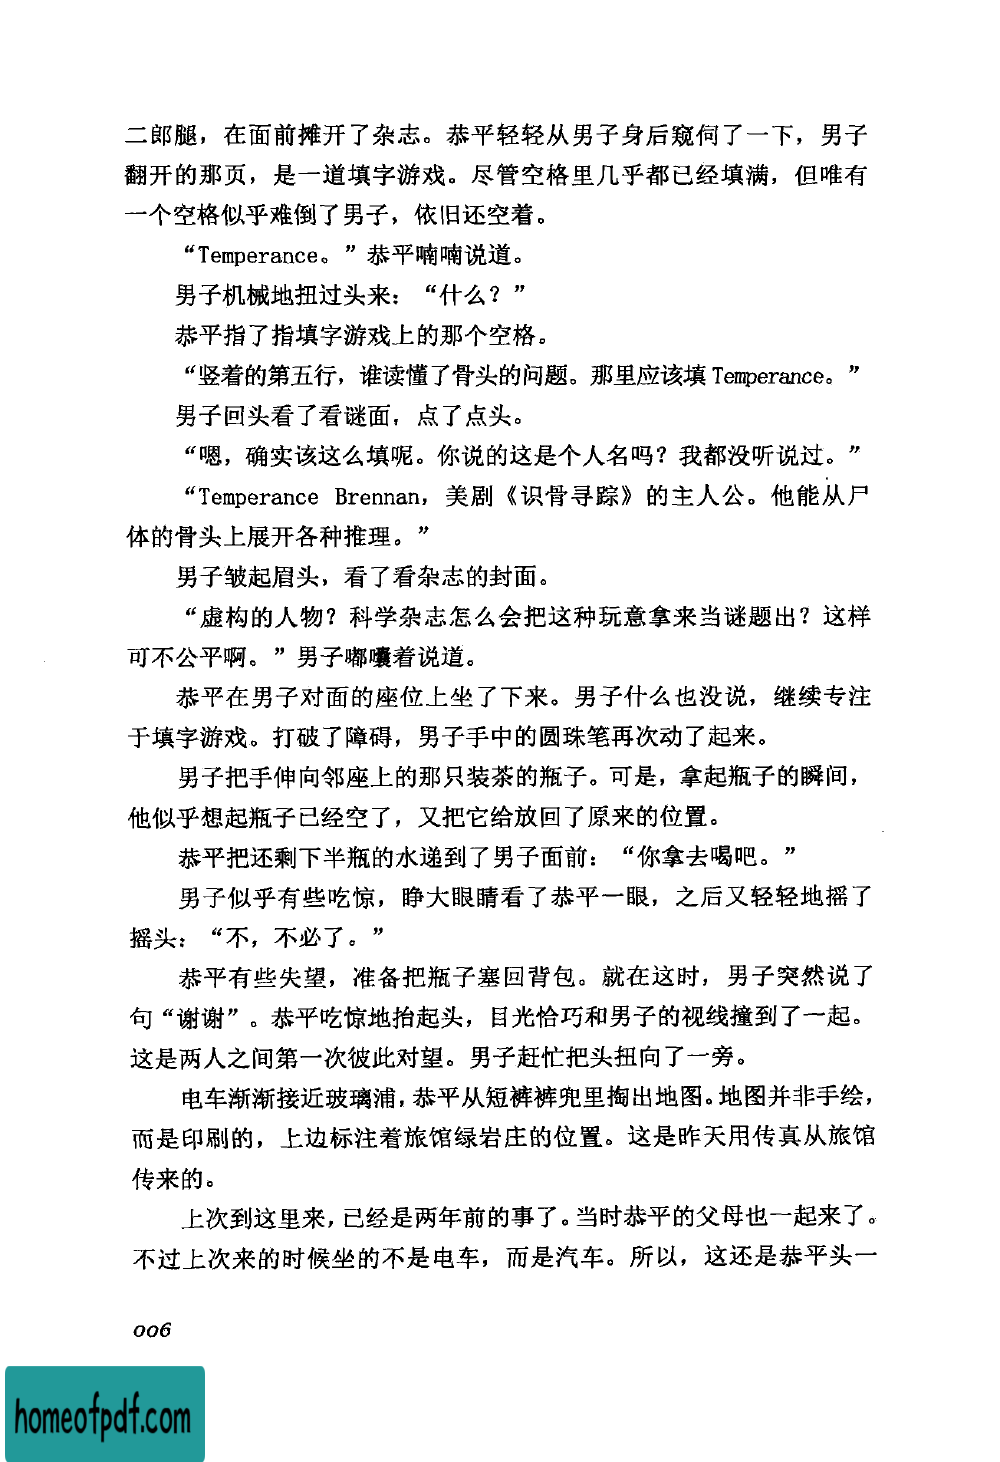 二郎腿，在面前摊开了杂志。恭平轻轻从男子身后窥伺了一下，男子
翻开的那页，是一道填字游戏。尽管空格里几乎都已经填满，但唯有
一个空格似乎难倒了男子，依旧还空着。
“Temperance。”恭平喃喃说道。
男子机械地扭过头来：“什么？”
恭平指了指填字游戏上的那个空格。
“竖着的第五行，谁读懂了骨头的问题。那里应该填 Temperance。”
男子回头看了看谜面，点了点头。
“嗯，确实该这么填呢。你说的这是个人名吗？我都没听说过。”
“Temperance Brennan，美剧《识骨寻踪》的主人公。他能从尸
体的骨头上展开各种推理。”
男子皱起眉头，看了看杂志的封面。
“虚构的人物？科学杂志怎么会把这种玩意拿来当谜题出？这样
可不公平啊。”男子嘟囔着说道。
恭平在男子对面的座位上坐了下来。男子什么也没说，继续专注
于填字游戏。打破了障碍，男子手中的圆珠笔再次动了起来。
男子把手伸向邻座上的那只装茶的瓶子。可是，拿起瓶子的瞬间，
他似乎想起瓶子已经空了，又把它给放回了原来的位置。
恭平把还剩下半瓶的水递到了男子面前：“你拿去喝吧。”
男子似乎有些吃惊，睁大眼睛看了恭平一眼，之后又轻轻地摇了
摇头：“不，不必了。”
恭平有些失望，准备把瓶子塞回背包。就在这时，男子突然说了
句“谢谢”。恭平吃惊地抬起头，目光恰巧和男子的视线撞到了一起。
这是两人之间第一次彼此对望。男子赶忙把头扭向了一旁。
电车渐渐接近玻璃浦，恭平从短裤裤兜里掏出地图。地图并非手绘，
而是印刷的，上边标注着旅馆绿岩庄的位置。这是昨天用传真从旅馆
传来的。
上次到这里来，已经是两年前的事了。当时恭平的父母也一起来了。
不过上次来的时候坐的不是电车，而是汽车。所以，这还是恭平头一
006
homeofpdf.com